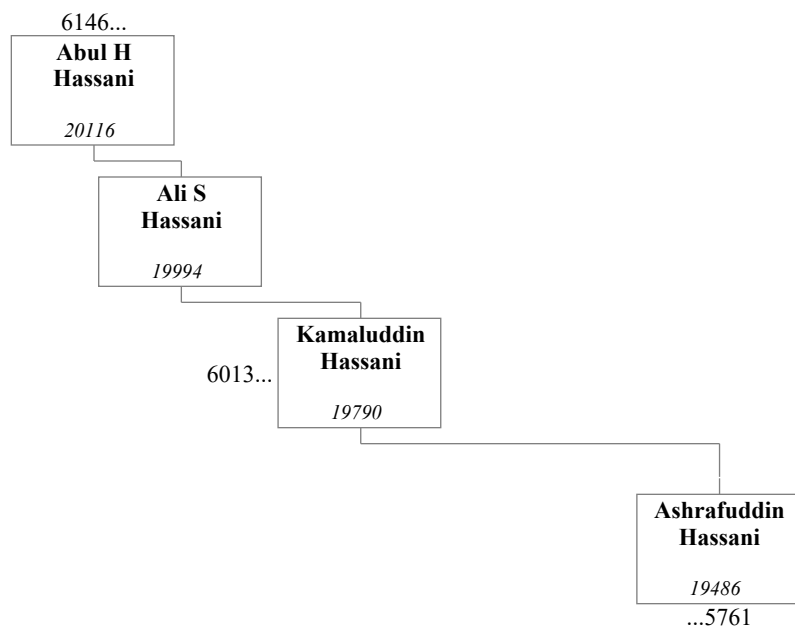 6146...
Abul H
Hassani
20116
Ali S
Hassani
19994
Kamaluddin
Hassani
6013...
19790
Ashrafuddin
Hassani
19486
...5761